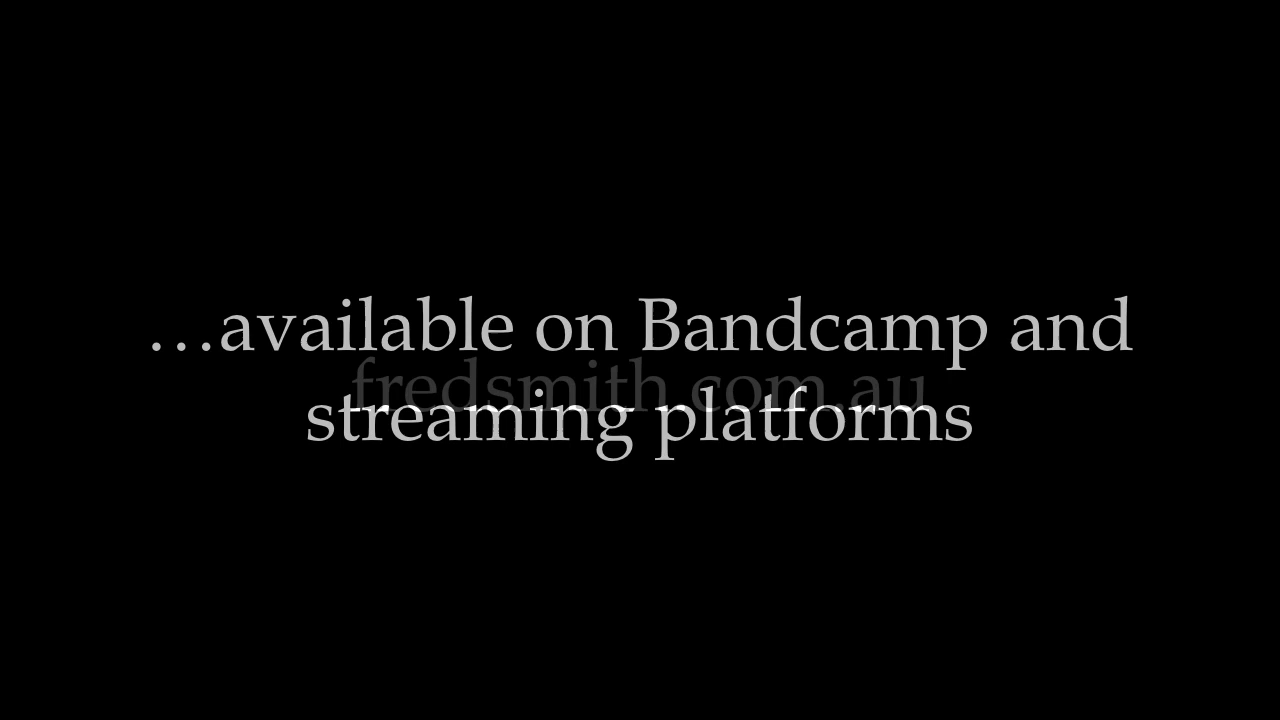 …available on Bandcamp and
fredsmith.com.au
streaming platforms